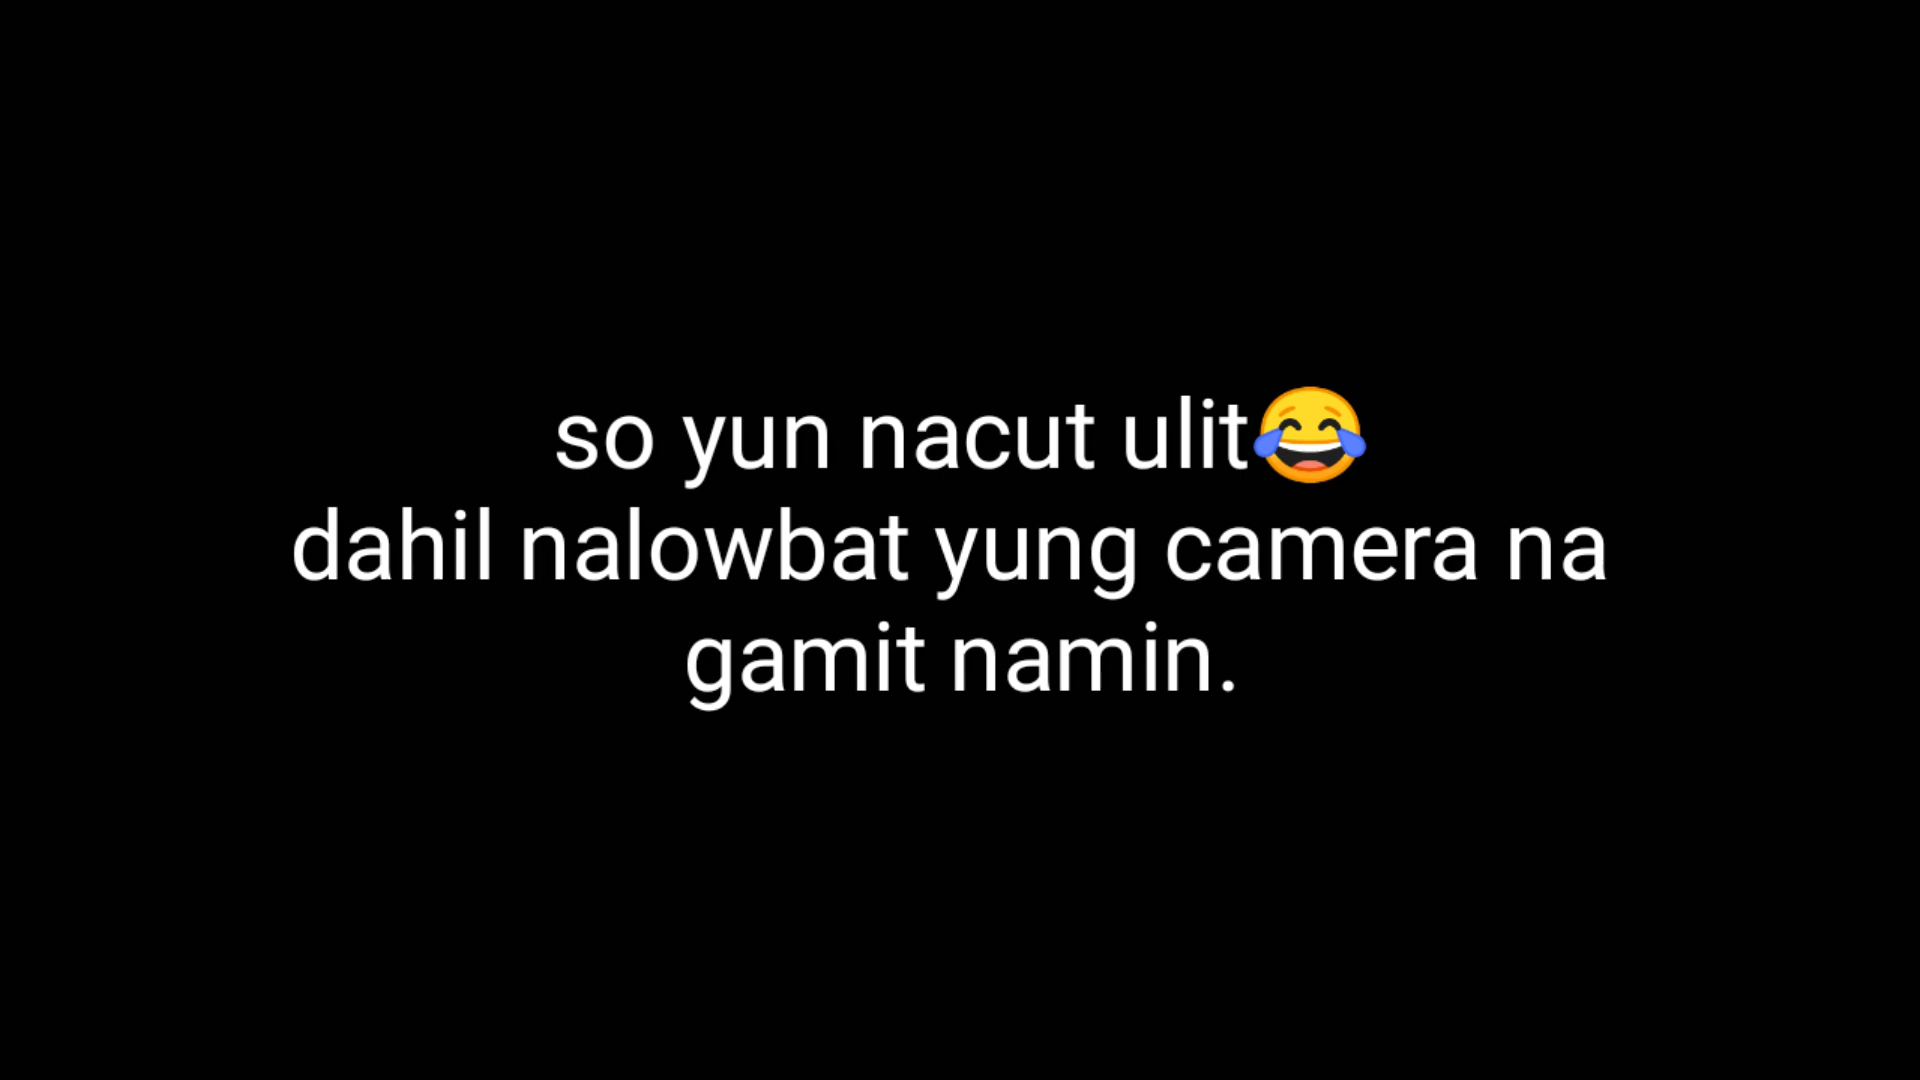 so yun nacut ulit😂
dahil nalowbat yung camera na
gamit namin.